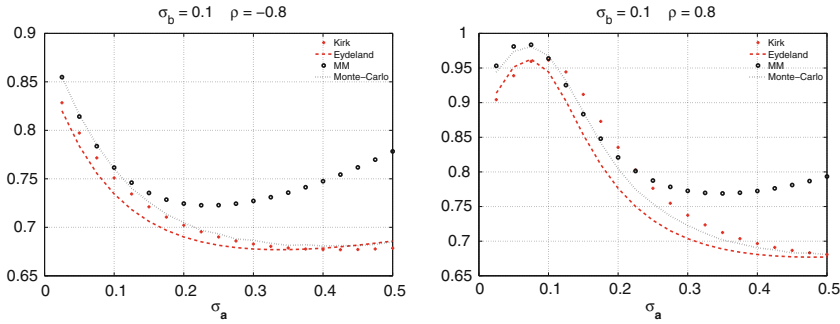 σb = 0.1 ρ = −0.8
0.9
0.85
0.8
0.75
0.7
0.65
0 0.1 0.2 0.3 0.4 0.5
σa
Kirk
Eydeland
MM
Monte−Carlo
σb = 0.1 ρ = 0.8
1
0.95
0.9
0.85
0.8
0.75
0.7
0.65
0 0.1 0.2 0.3 0.4 0.5
σa
Kirk
Eydeland
MM
Monte−Carlo